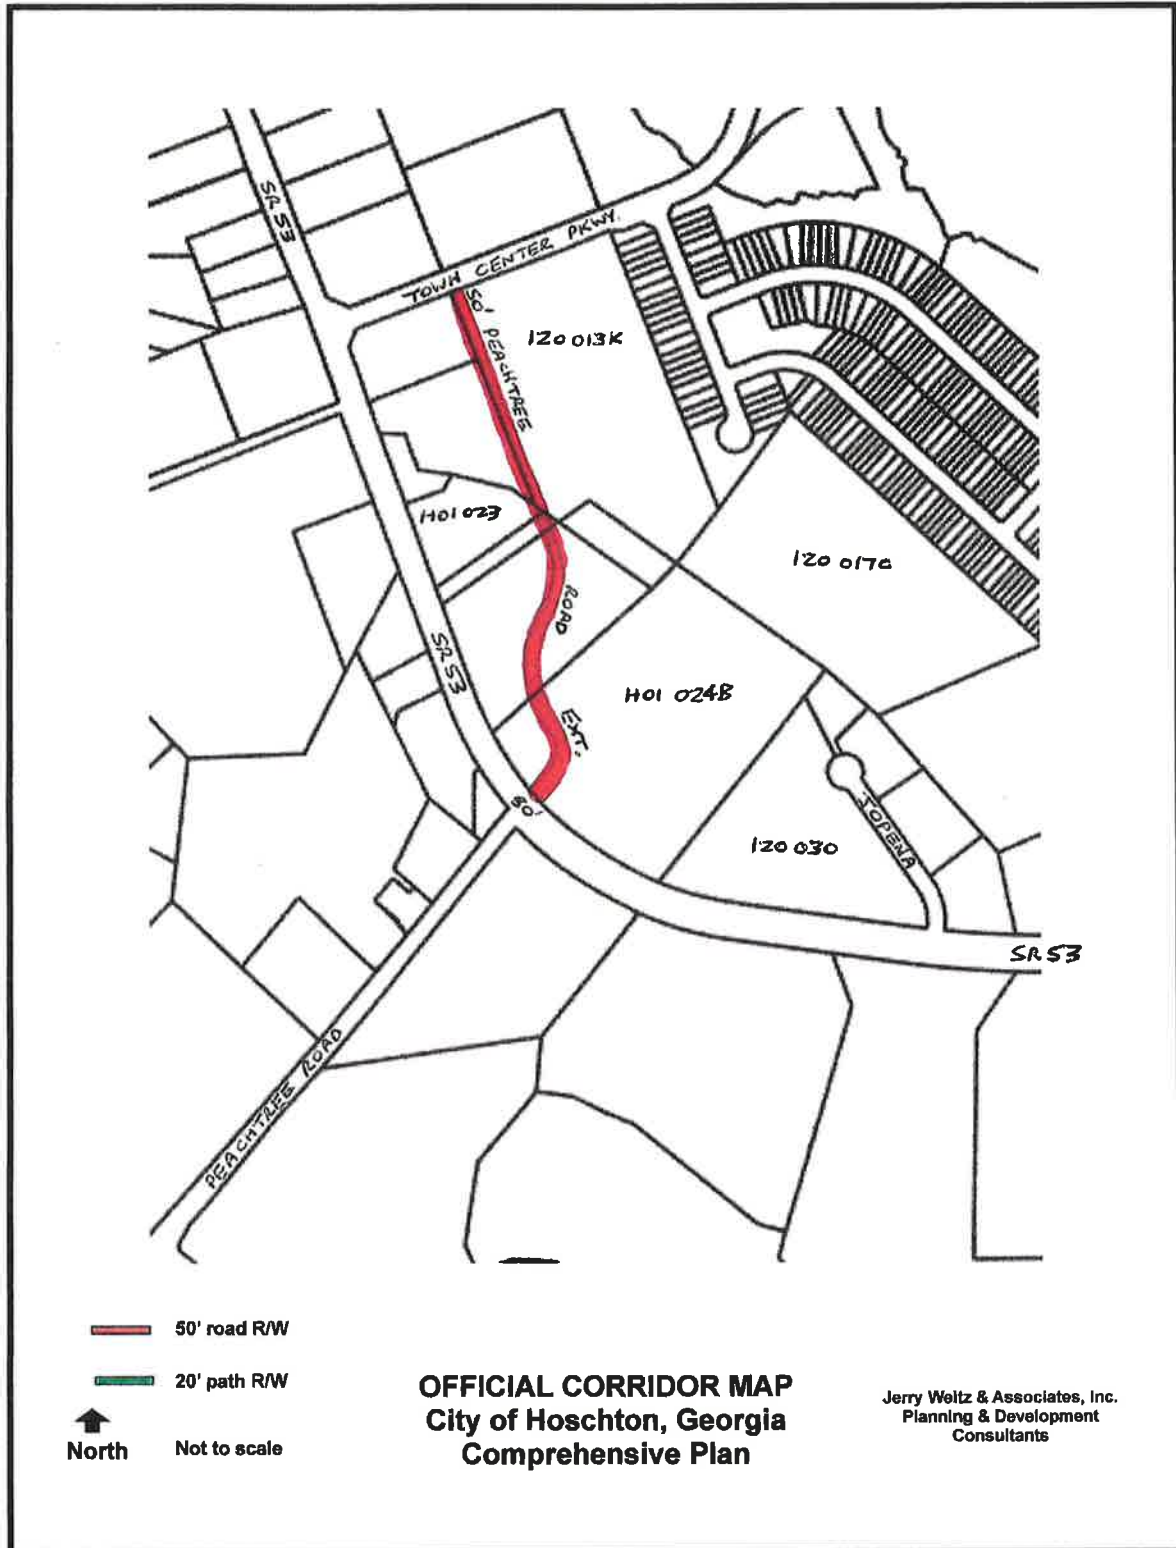 SR 53
TOWN CENTER PKWY.
50'
PEACHTREE
120 013K
H01 023
120 017C
ROAD
SR 53
H01 024B
EXT.
50'
JOPENA
120 030
SR 53
PEACHTREE ROAD
50' road R/W
20' path R/W
North
Not to scale
OFFICIAL CORRIDOR MAP
City of Hoschton, Georgia
Comprehensive Plan
Jerry Weitz & Associates, Inc.
Planning & Development
Consultants